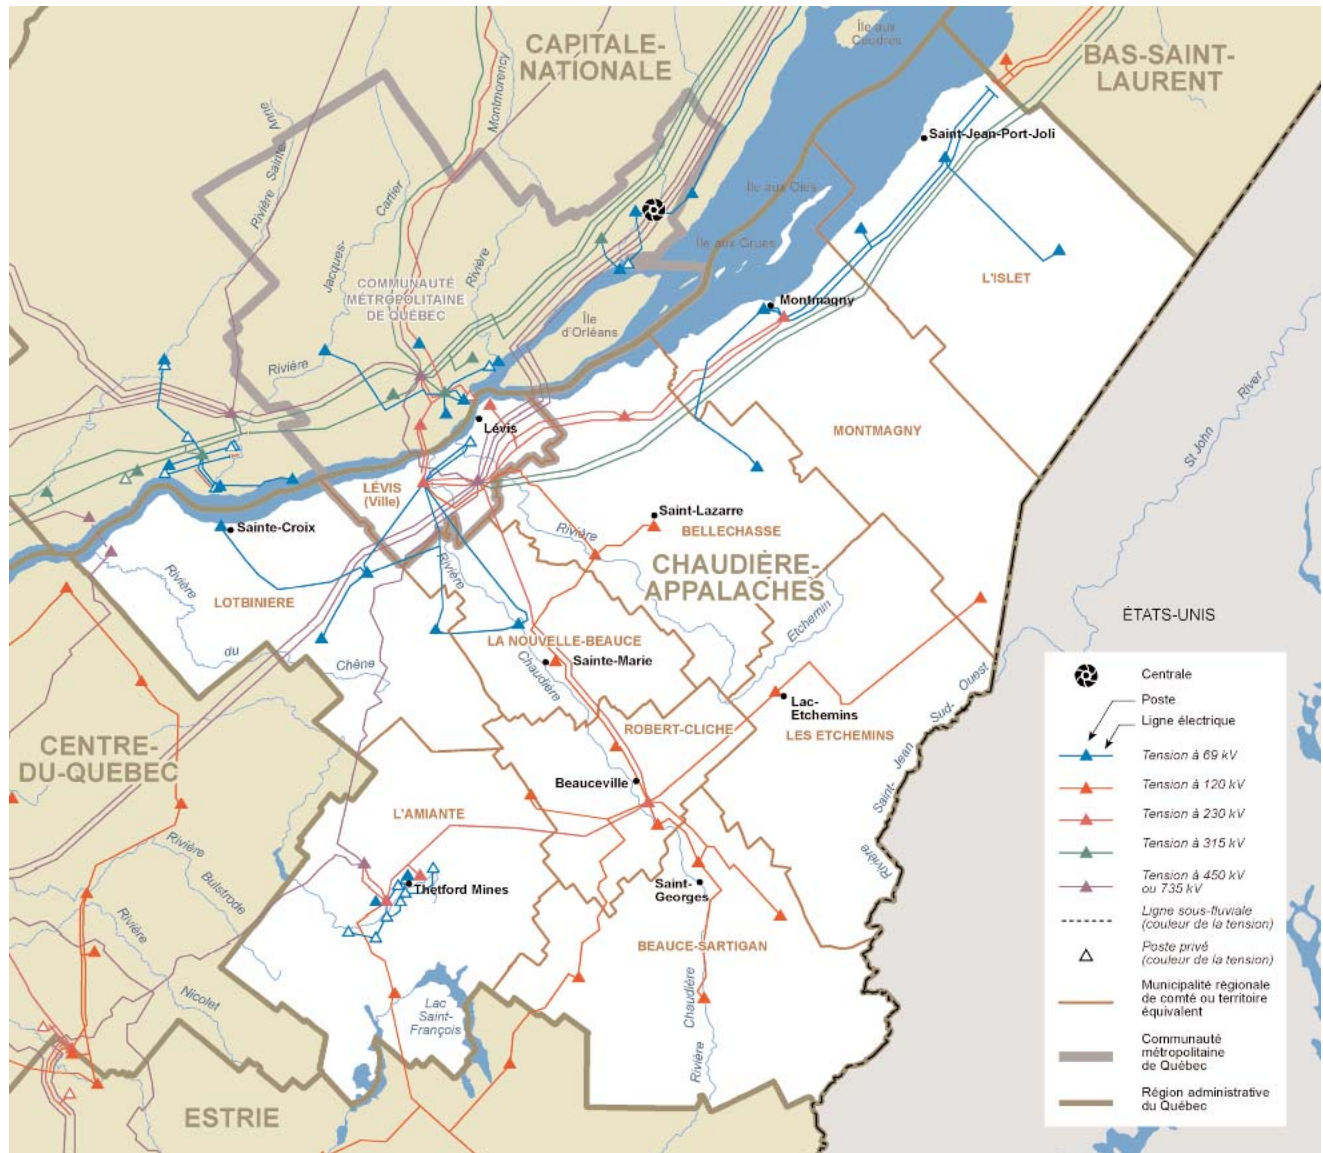 CAPITALE-
NATIONALE
BAS-SAINT-
LAURENT
Île aux
Coudres
Montmorency
Rivière Sainte Anne
Cartier
Jacques-
Rivière
Rivière
Saint-Jean-Port-Joli
Île aux Oies
Île aux Grues
L'ISLET
COMMUNAUTÉ
MÉTROPOLITAINE
DE QUÉBEC
Île
d'Orléans
Montmagny
MONTMAGNY
St John River
Lévis
LÉVIS
(Ville)
Sainte-Croix
Saint-Lazarre
BELLECHASSE
Rivière
Etchemin
CHAUDIÈRE-
APPALACHES
Rivière
du
Chêne
LOTBINIERE
Rivière
Chaudière
LA NOUVELLE-BEAUCE
Sainte-Marie
ÉTATS-UNIS
Lac-
Etchemins
LES ETCHEMINS
ROBERT-CLICHE
Rivière Saint- Jean Sud- Ouest
CENTRE-
DU-QUEBEC
Beauceville
L'AMIANTE
Rivière
Bulstrode
Thetford Mines
Saint-
Georges
BEAUCE-SARTIGAN
Rivière
Nicolet
Lac
Saint-
François
Chaudière
Rivière
ESTRIE
Centrale
Poste
Ligne électrique
Tension à 69 kV
Tension à 120 kV
Tension à 230 kV
Tension à 315 kV
Tension à 450 kV
ou 735 kV
Ligne sous-fluviale
(couleur de la tension)
Poste privé
(couleur de la tension)
Municipalité régionale
de comté ou territoire
équivalent
Communauté
métropolitaine
de Québec
Région administrative
du Québec